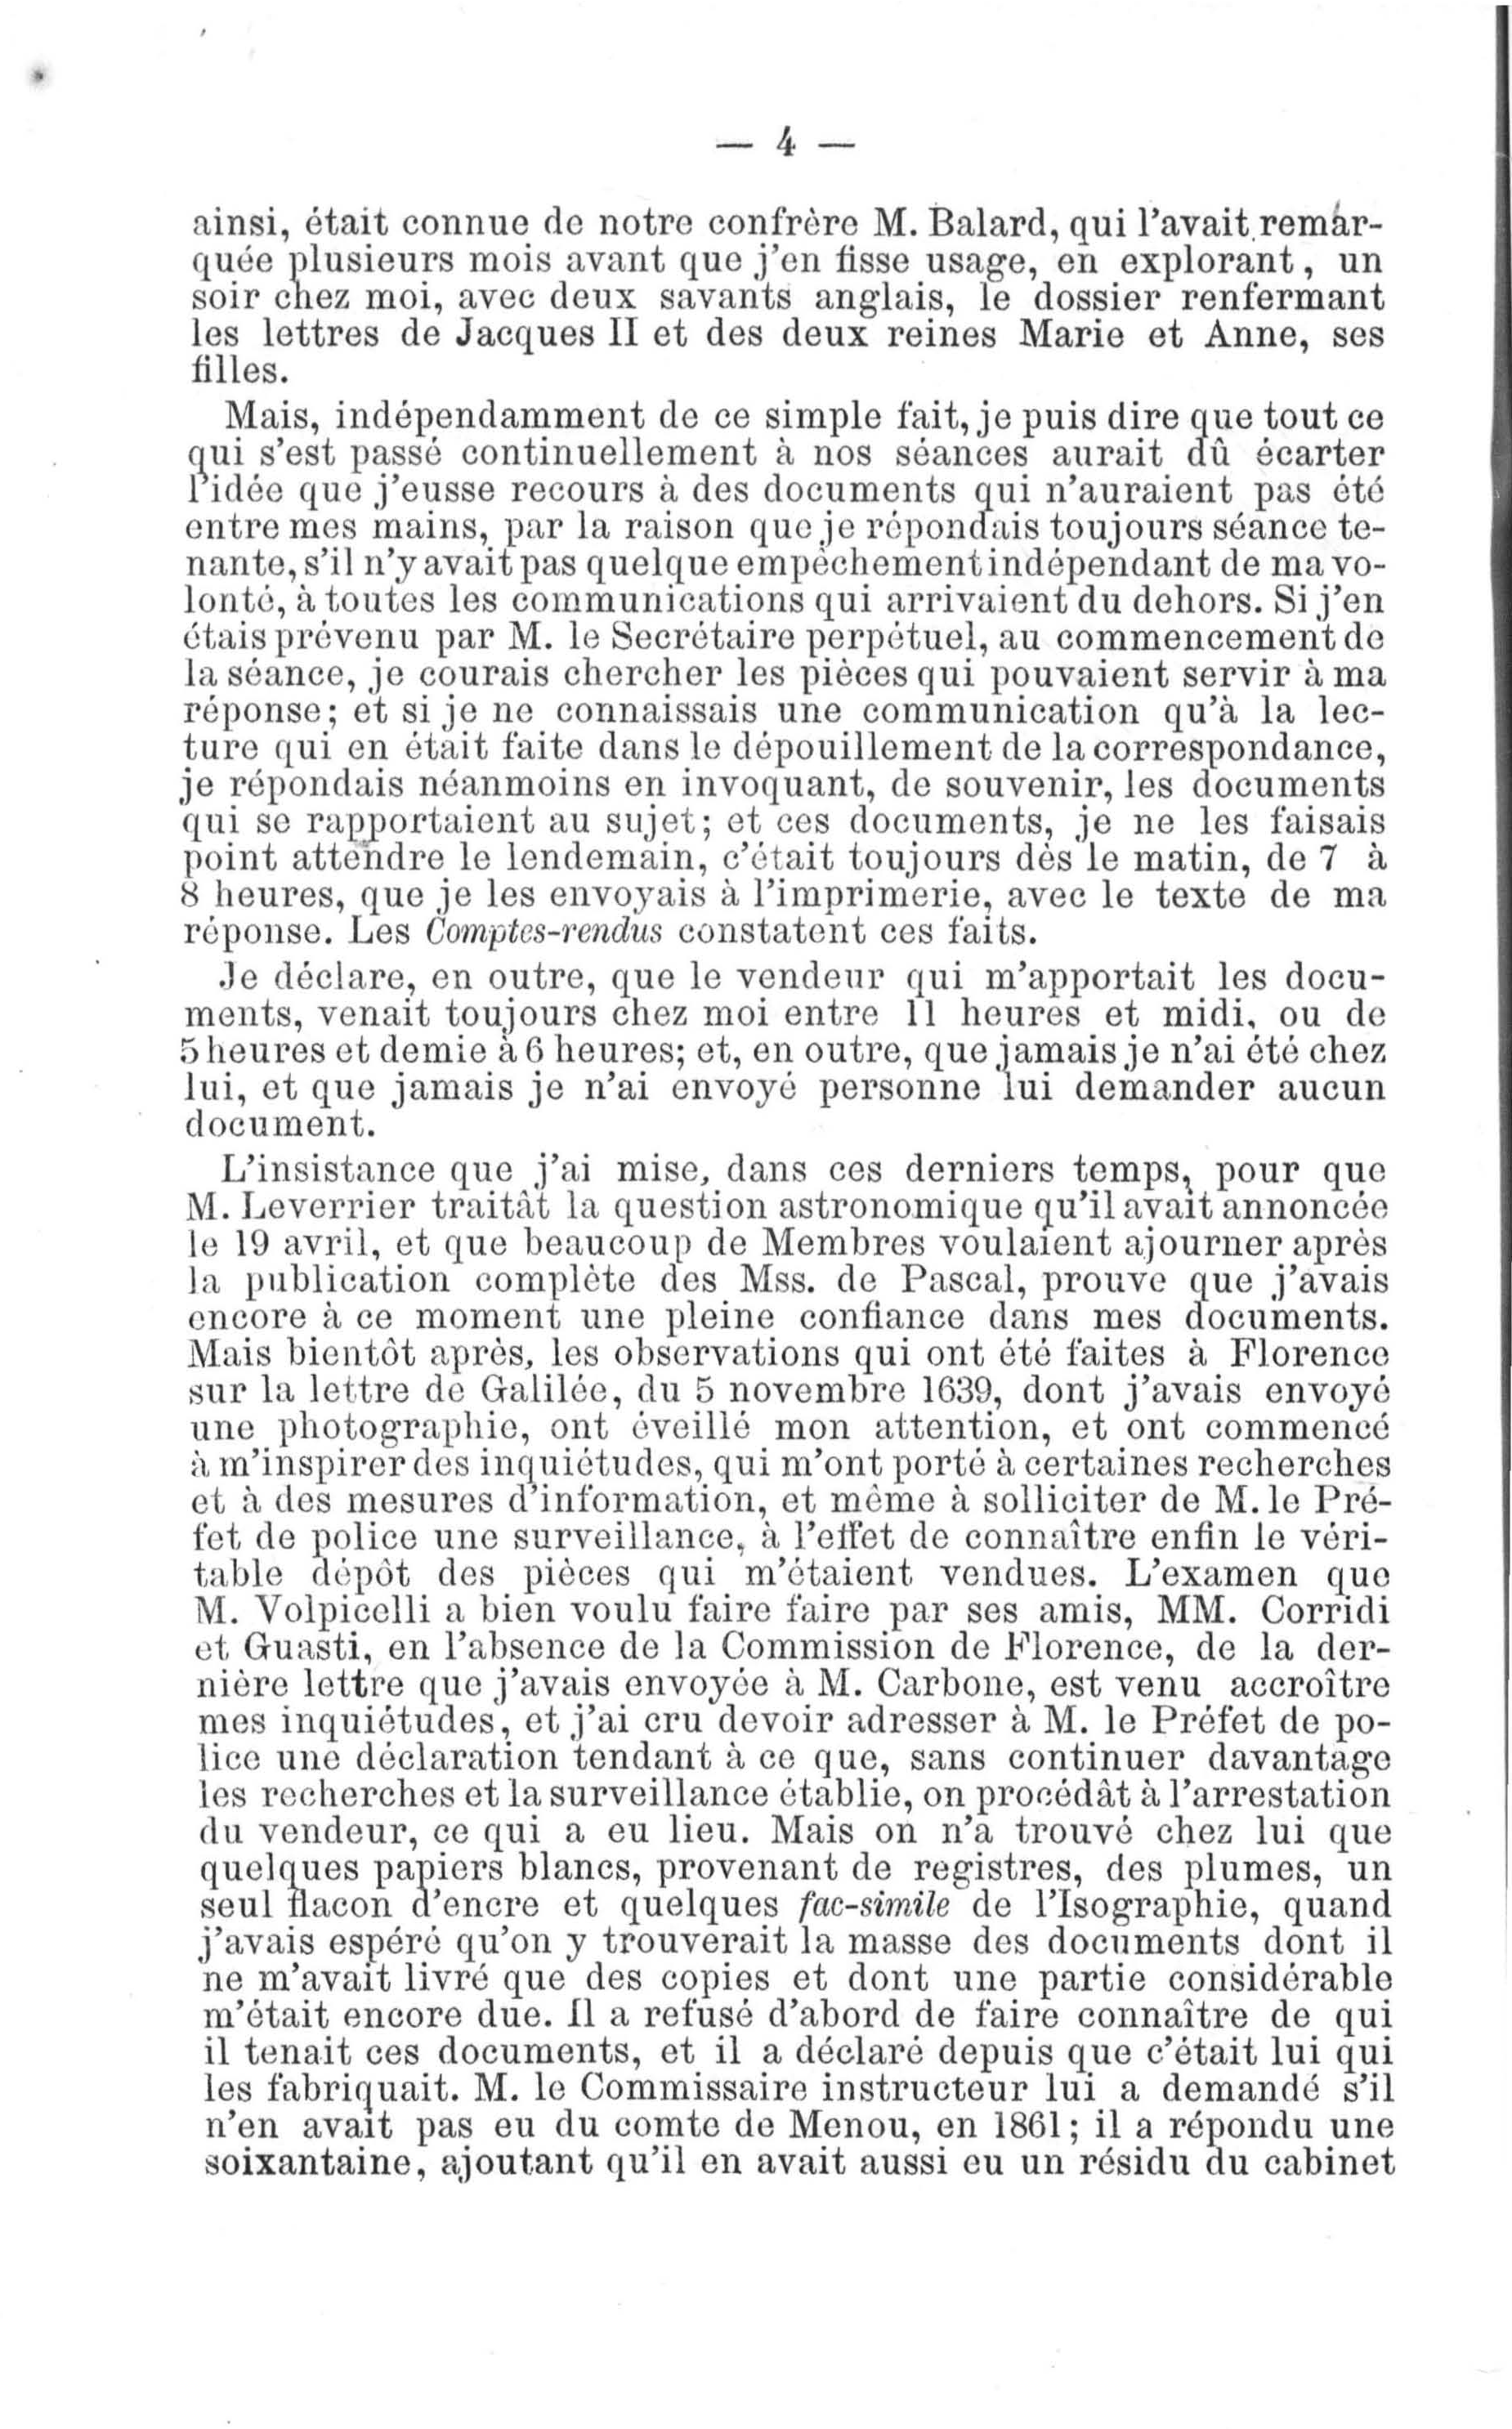 — 4 —
ainsi, était connue de notre confrère M. Balard, qui l'avait remar-
quée plusieurs mois avant que j'en fisse usage, en explorant, un
soir chez moi, avec deux savants anglais, le dossier renfermant
les lettres de Jacques II et des deux reines Marie et Anne, ses
filles.
Mais, indépendamment de ce simple fait, je puis dire que tout ce
qui s'est passé continuellement à nos séances aurait dû écarter
l'idée que j'eusse recours à des documents qui n'auraient pas été
entre mes mains, par la raison que je répondais toujours séance te-
nante, s'il n'y avait pas quelque empêchement indépendant de ma vo-
lonté, à toutes les communications qui arrivaient du dehors. Si j'en
étais prévenu par M. le Secrétaire perpétuel, au commencement de
la séance, je courais chercher les pièces qui pouvaient servir à ma
réponse; et si je ne connaissais une communication qu'à la lec-
ture qui en était faite dans le dépouillement de la correspondance,
je répondais néanmoins en invoquant, de souvenir, les documents
qui se rapportaient au sujet; et ces documents, je ne les faisais
point attendre le lendemain, c'était toujours dès le matin, de 7 à
8 heures, que je les envoyais à l'imprimerie, avec le texte de ma
réponse. Les Comptes-rendus constatent ces faits.
Je déclare, en outre, que le vendeur qui m'apportait les docu-
ments, venait toujours chez moi entre 11 heures et midi, ou de
5 heures et demie à 6 heures; et, en outre, que jamais je n'ai été chez
lui, et que jamais je n'ai envoyé personne lui demander aucun
document.
L'insistance que j'ai mise, dans ces derniers temps, pour que
M. Leverrier traitât la question astronomique qu'il avait annoncée
le 19 avril, et que beaucoup de Membres voulaient ajourner après
la publication complète des Mss. de Pascal, prouve que j'avais
encore à ce moment une pleine confiance dans mes documents.
Mais bientôt après, les observations qui ont été faites à Florence
sur la lettre de Galilée, du 5 novembre 1639, dont j'avais envoyé
une photographie, ont éveillé mon attention, et ont commencé
à m'inspirer des inquiétudes, qui m'ont porté à certaines recherches
et à des mesures d'information, et même à solliciter de M. le Pré-
fet de police une surveillance, à l'effet de connaître enfin le véri-
table dépôt des pièces qui m'étaient vendues. L'examen que
M. Volpicelli a bien voulu faire faire par ses amis, MM. Corridi
et Guasti, en l'absence de la Commission de Florence, de la der-
nière lettre que j'avais envoyée à M. Carbone, est venu accroître
mes inquiétudes, et j'ai cru devoir adresser à M. le Préfet de po-
lice une déclaration tendant à ce que, sans continuer davantage
les recherches et la surveillance établie, on procédât à l'arrestation
du vendeur, ce qui a eu lieu. Mais on n'a trouvé chez lui que
quelques papiers blancs, provenant de registres, des plumes, un
seul flacon d'encre et quelques fac-simile de l'Isographie, quand
j'avais espéré qu'on y trouverait la masse des documents dont il
ne m'avait livré que des copies et dont une partie considérable
m'était encore due. Il a refusé d'abord de faire connaître de qui
il tenait ces documents, et il a déclaré depuis que c'était lui qui
les fabriquait. M. le Commissaire instructeur lui a demandé s'il
n'en avait pas eu du comte de Menou, en 1861; il a répondu une
soixantaine, ajoutant qu'il en avait aussi eu un résidu du cabinet